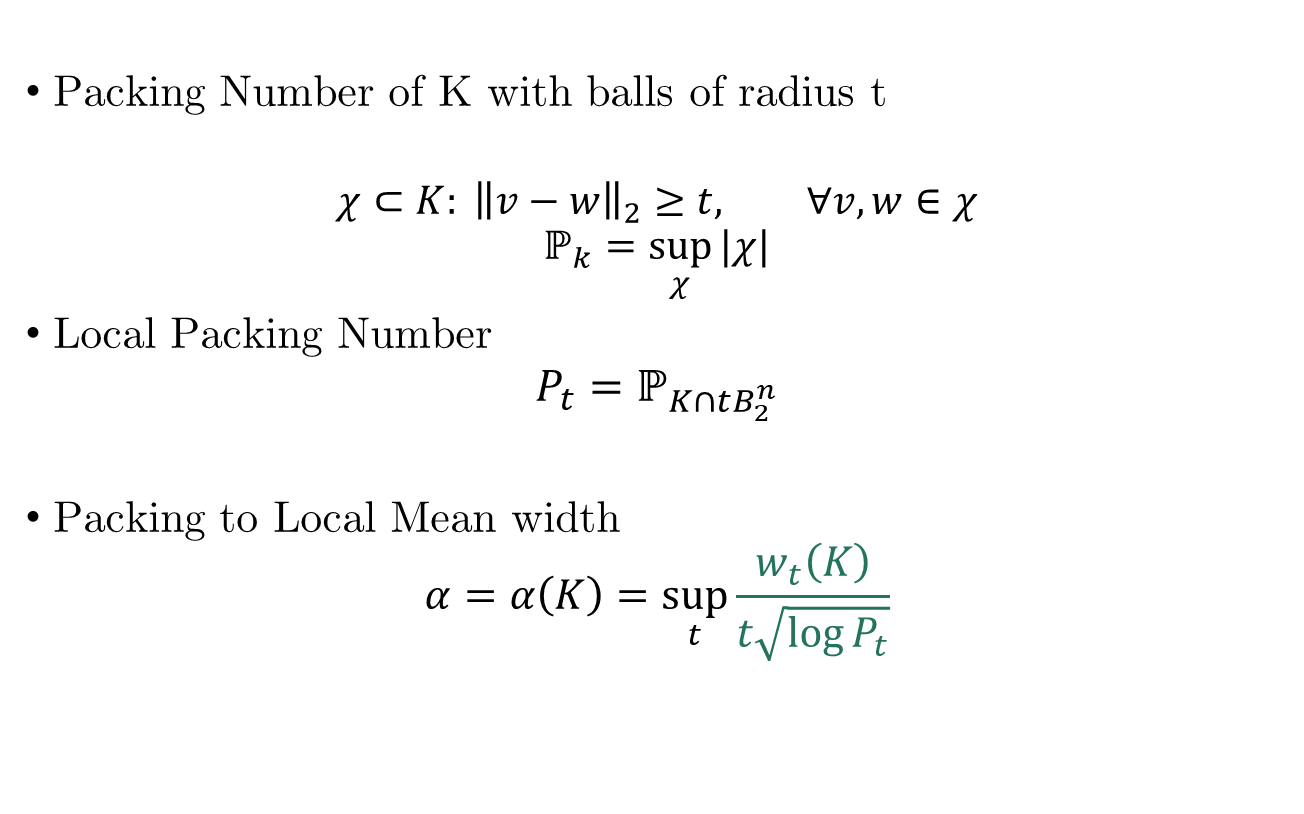 • Packing Number of K with balls of radius t
χ ⊂ K: ‖v − w‖₂ ≥ t, ∀v, w ∈ χ
ℙₖ = sup_χ |χ|
• Local Packing Number
P_t = ℙ_{K∩tB₂ⁿ}
• Packing to Local Mean width
α = α(K) = sup_t w_t(K) / (t√(log P_t))